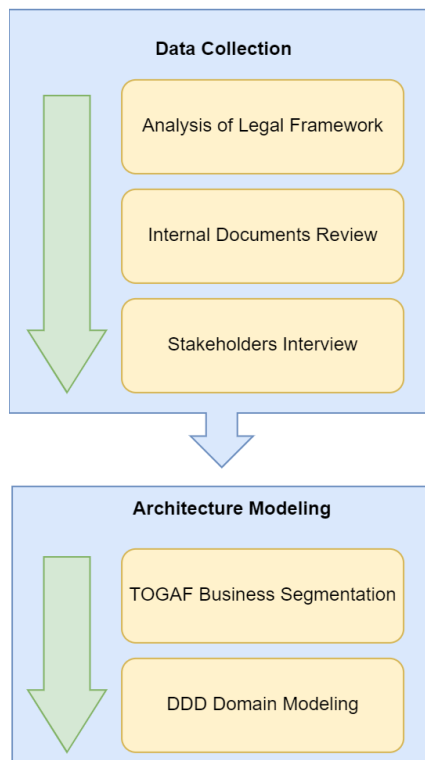 Data Collection
Analysis of Legal Framework
Internal Documents Review
Stakeholders Interview
Architecture Modeling
TOGAF Business Segmentation
DDD Domain Modeling